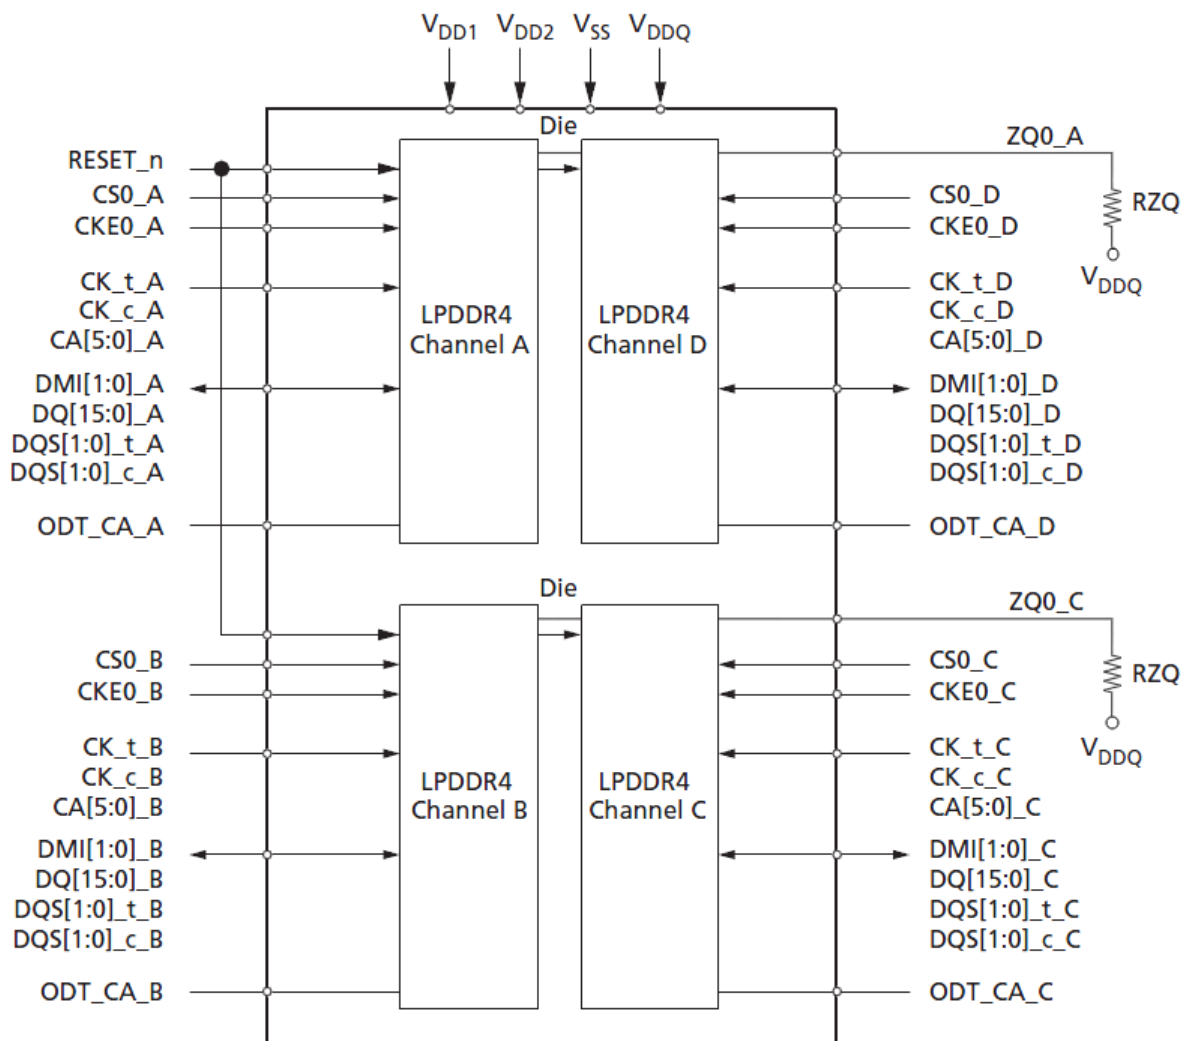 VDD1 VDD2 VSS VDDQ
Die
RESET_n
CS0_A
CKE0_A
CK_t_A
CK_c_A
CA[5:0]_A
DMI[1:0]_A
DQ[15:0]_A
DQS[1:0]_t_A
DQS[1:0]_c_A
ODT_CA_A
LPDDR4
Channel A
LPDDR4
Channel D
ZQ0_A
RZQ
VDDQ
CS0_D
CKE0_D
CK_t_D
CK_c_D
CA[5:0]_D
DMI[1:0]_D
DQ[15:0]_D
DQS[1:0]_t_D
DQS[1:0]_c_D
ODT_CA_D
Die
CS0_B
CKE0_B
CK_t_B
CK_c_B
CA[5:0]_B
DMI[1:0]_B
DQ[15:0]_B
DQS[1:0]_t_B
DQS[1:0]_c_B
ODT_CA_B
LPDDR4
Channel B
LPDDR4
Channel C
ZQ0_C
RZQ
VDDQ
CS0_C
CKE0_C
CK_t_C
CK_c_C
CA[5:0]_C
DMI[1:0]_C
DQ[15:0]_C
DQS[1:0]_t_C
DQS[1:0]_c_C
ODT_CA_C